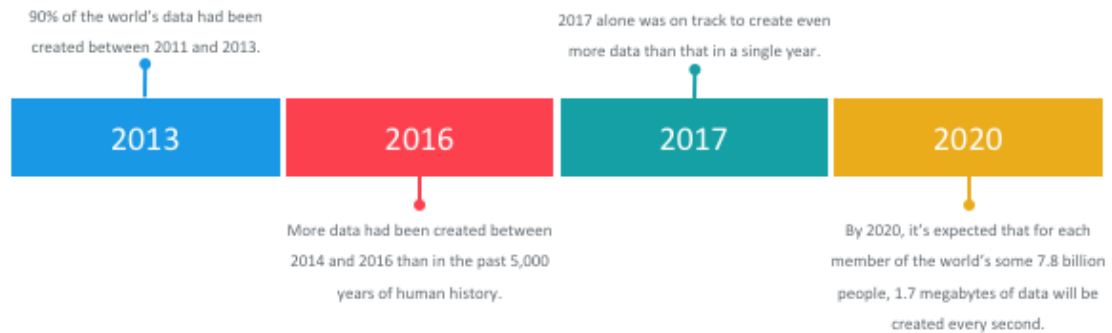 90% of the world's data had been
created between 2011 and 2013.
2017 alone was on track to create even
more data than that in a single year.
2013
2016
2017
2020
More data had been created between
2014 and 2016 than in the past 5,000
years of human history.
By 2020, it's expected that for each
member of the world's some 7.8 billion
people, 1.7 megabytes of data will be
created every second.